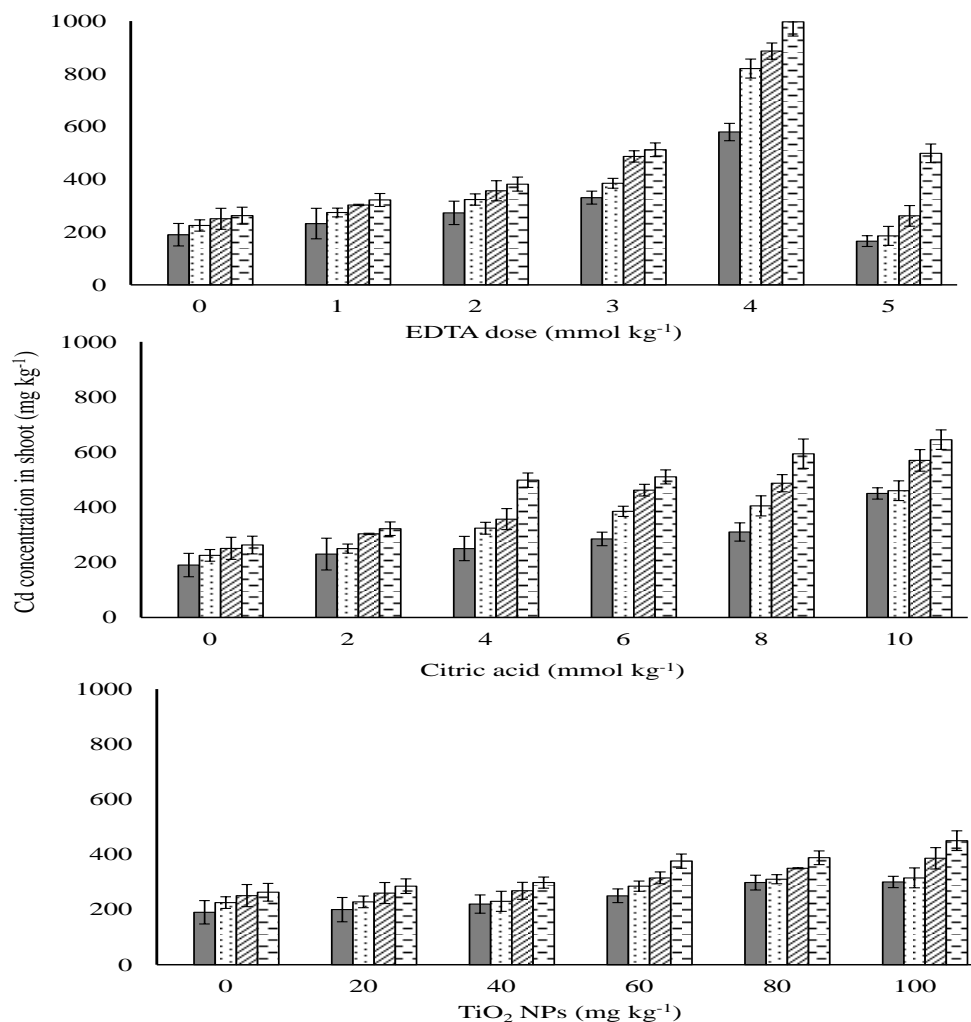 1000
800
600
400
200
0
0 1 2 3 4 5
EDTA dose (mmol kg⁻¹)
Cd concentration in shoot (mg kg⁻¹)
1000
800
600
400
200
0
0 2 4 6 8 10
Citric acid (mmol kg⁻¹)
1000
800
600
400
200
0
0 20 40 60 80 100
TiO₂ NPs (mg kg⁻¹)